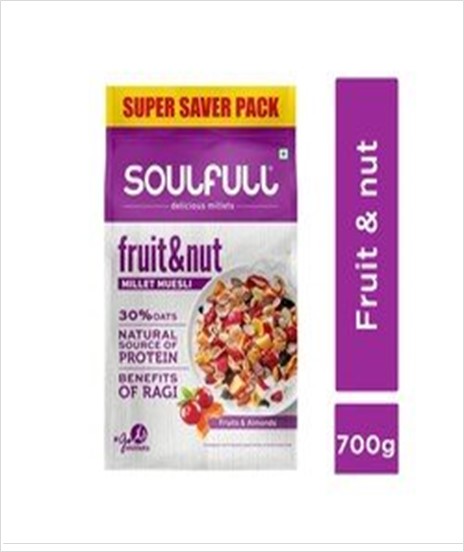 SUPER SAVER PACK
SOULFULL
delicious millets
fruit&nut
MILLET MUESLI
30% OATS
NATURAL
SOURCE OF
PROTEIN
BENEFITS
OF RAGI
Fruits & Almonds
Fruit & nut
700g